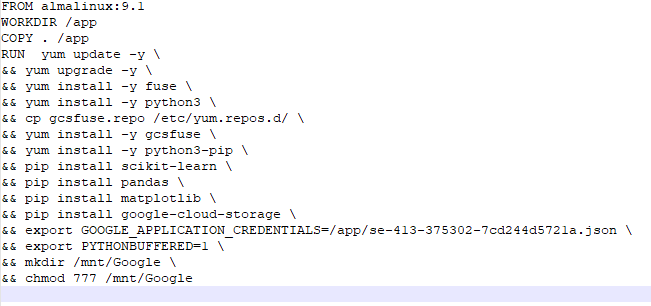 FROM almalinux:9.1
WORKDIR /app
COPY . /app
RUN  yum update -y \
&& yum upgrade -y \
&& yum install -y fuse \
&& yum install -y python3 \
&& cp gcsfuse.repo /etc/yum.repos.d/ \
&& yum install -y gcsfuse \
&& yum install -y python3-pip \
&& pip install scikit-learn \
&& pip install pandas \
&& pip install matplotlib \
&& pip install google-cloud-storage \
&& export GOOGLE_APPLICATION_CREDENTIALS=/app/se-413-375302-7cd244d5721a.json \
&& export PYTHONBUFFERED=1 \
&& mkdir /mnt/Google \
&& chmod 777 /mnt/Google